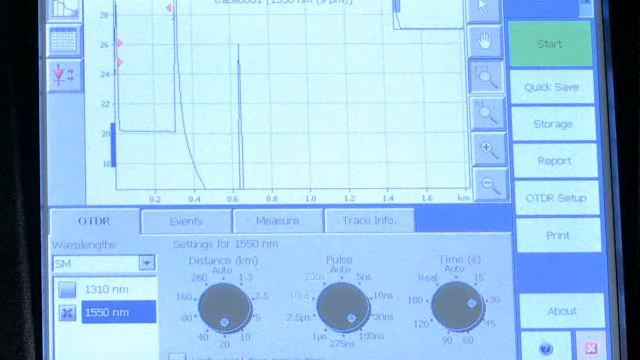 trace0001 [1550 nm (9 µm)]
28
26
24
22
20
18
0.2 0.4 0.6 0.8 1.0 1.2 1.4 1.6 km
Start
Quick Save
Storage
Report
OTDR Setup
Print
About
OTDR Events Measure Trace Info.
Wavelengths
SM
1310 nm
1550 nm
Settings for 1550 nm
Distance (km)
Auto
260 1.3
160 2.5
80 5
40 10
20
Pulse
Auto
20µs 5ns
10µs 10ns
2.5µs 30ns
1µs 100ns
275ns
Time (s)
Auto
Real 15
180 30
120 45
90 60